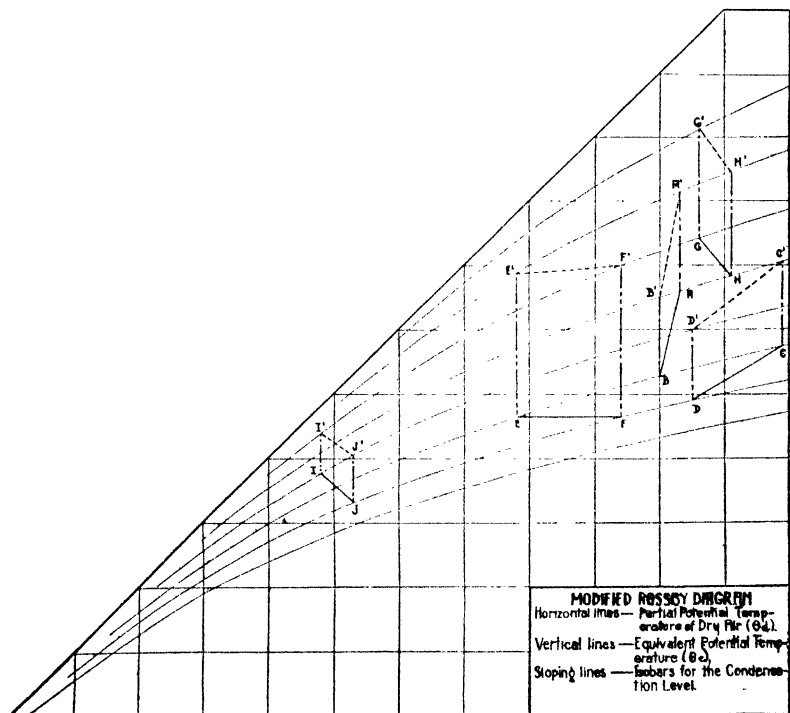 G'
H'
A'
G
H
C'
E'
F'
B'
A
D'
C
B
D
E
F
I'
J'
I
J
MODIFIED ROSSBY DIAGRAM
Horizontal lines — Partial Potential Temp-
erature of Dry Air (θd).
Vertical lines — Equivalent Potential Temp-
erature (θe)
Sloping lines — Isobars for the Condensa-
tion Level.